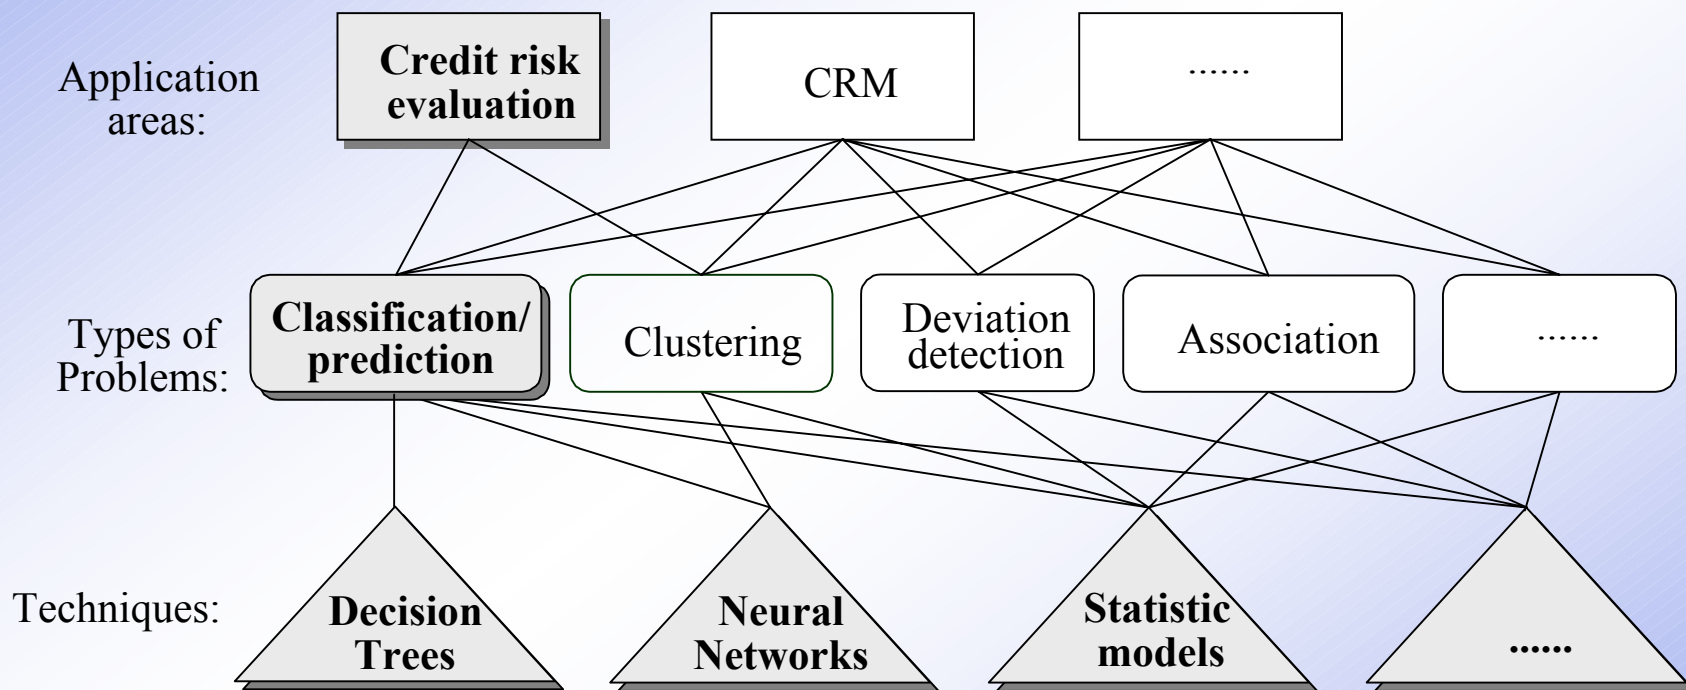 Application
areas:
Credit risk
evaluation
CRM
......
Types of
Problems:
Classification/
prediction
Clustering
Deviation
detection
Association
......
Techniques:
Decision
Trees
Neural
Networks
Statistic
models
......